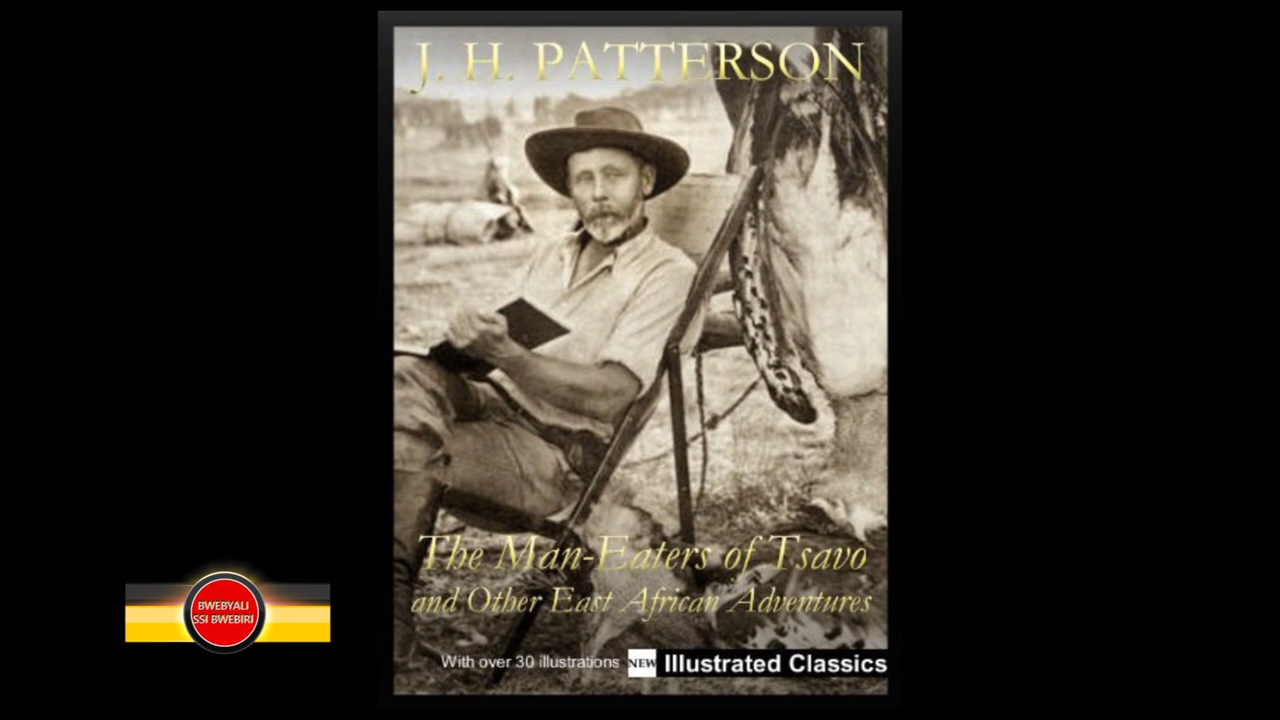 J. H. PATTERSON
The Man-Eaters of Tsavo
and Other East African Adventures
With over 30 illustrations NEW Illustrated Classics
BWEBYALI
SSI BWEBIRI